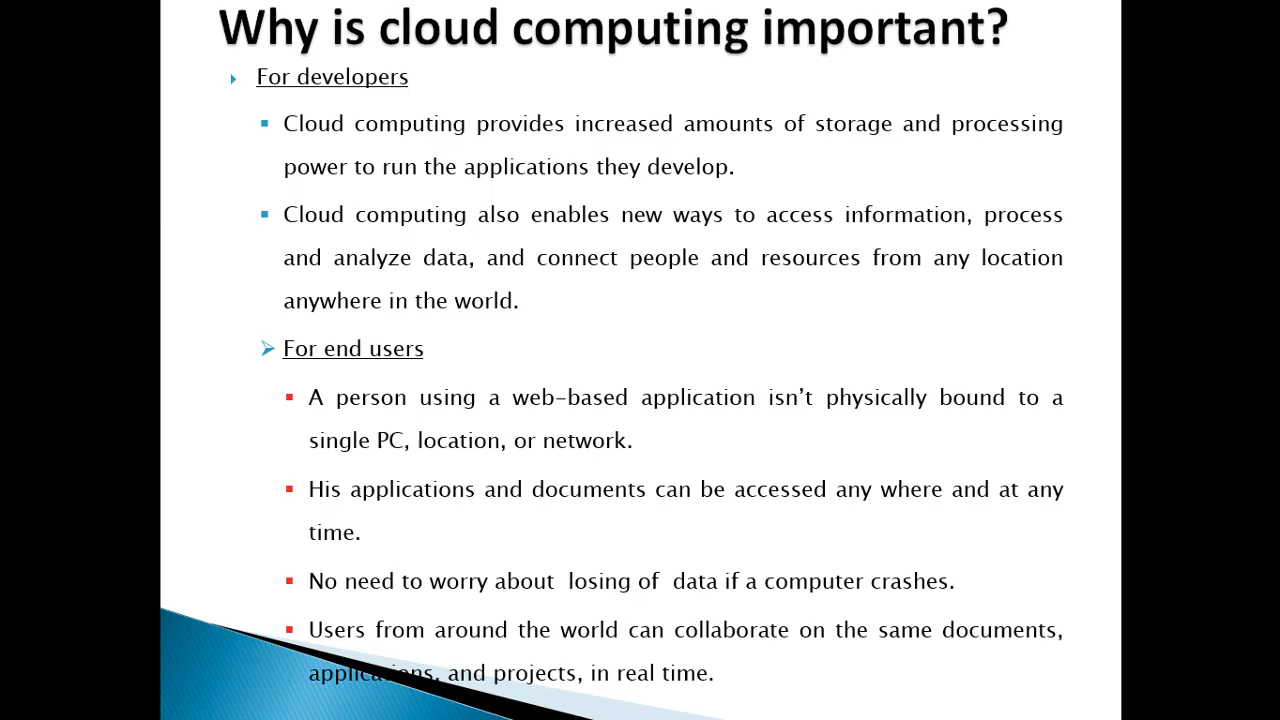 Why is cloud computing important?
For developers
Cloud computing provides increased amounts of storage and processing
power to run the applications they develop.
Cloud computing also enables new ways to access information, process
and analyze data, and connect people and resources from any location
anywhere in the world.
For end users
A person using a web-based application isn’t physically bound to a
single PC, location, or network.
His applications and documents can be accessed any where and at any
time.
No need to worry about losing of data if a computer crashes.
Users from around the world can collaborate on the same documents,
applications, and projects, in real time.